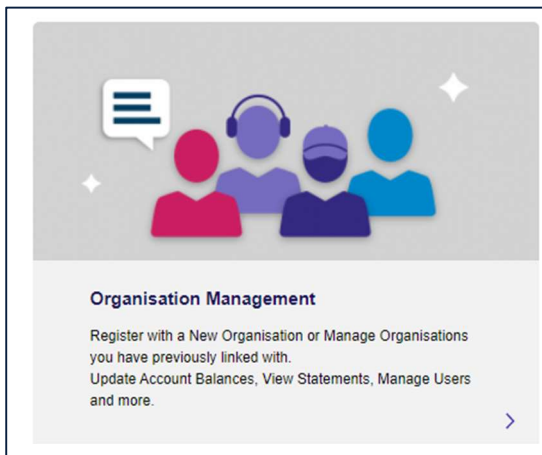 Organisation Management
Register with a New Organisation or Manage Organisations
you have previously linked with.
Update Account Balances, View Statements, Manage Users
and more.